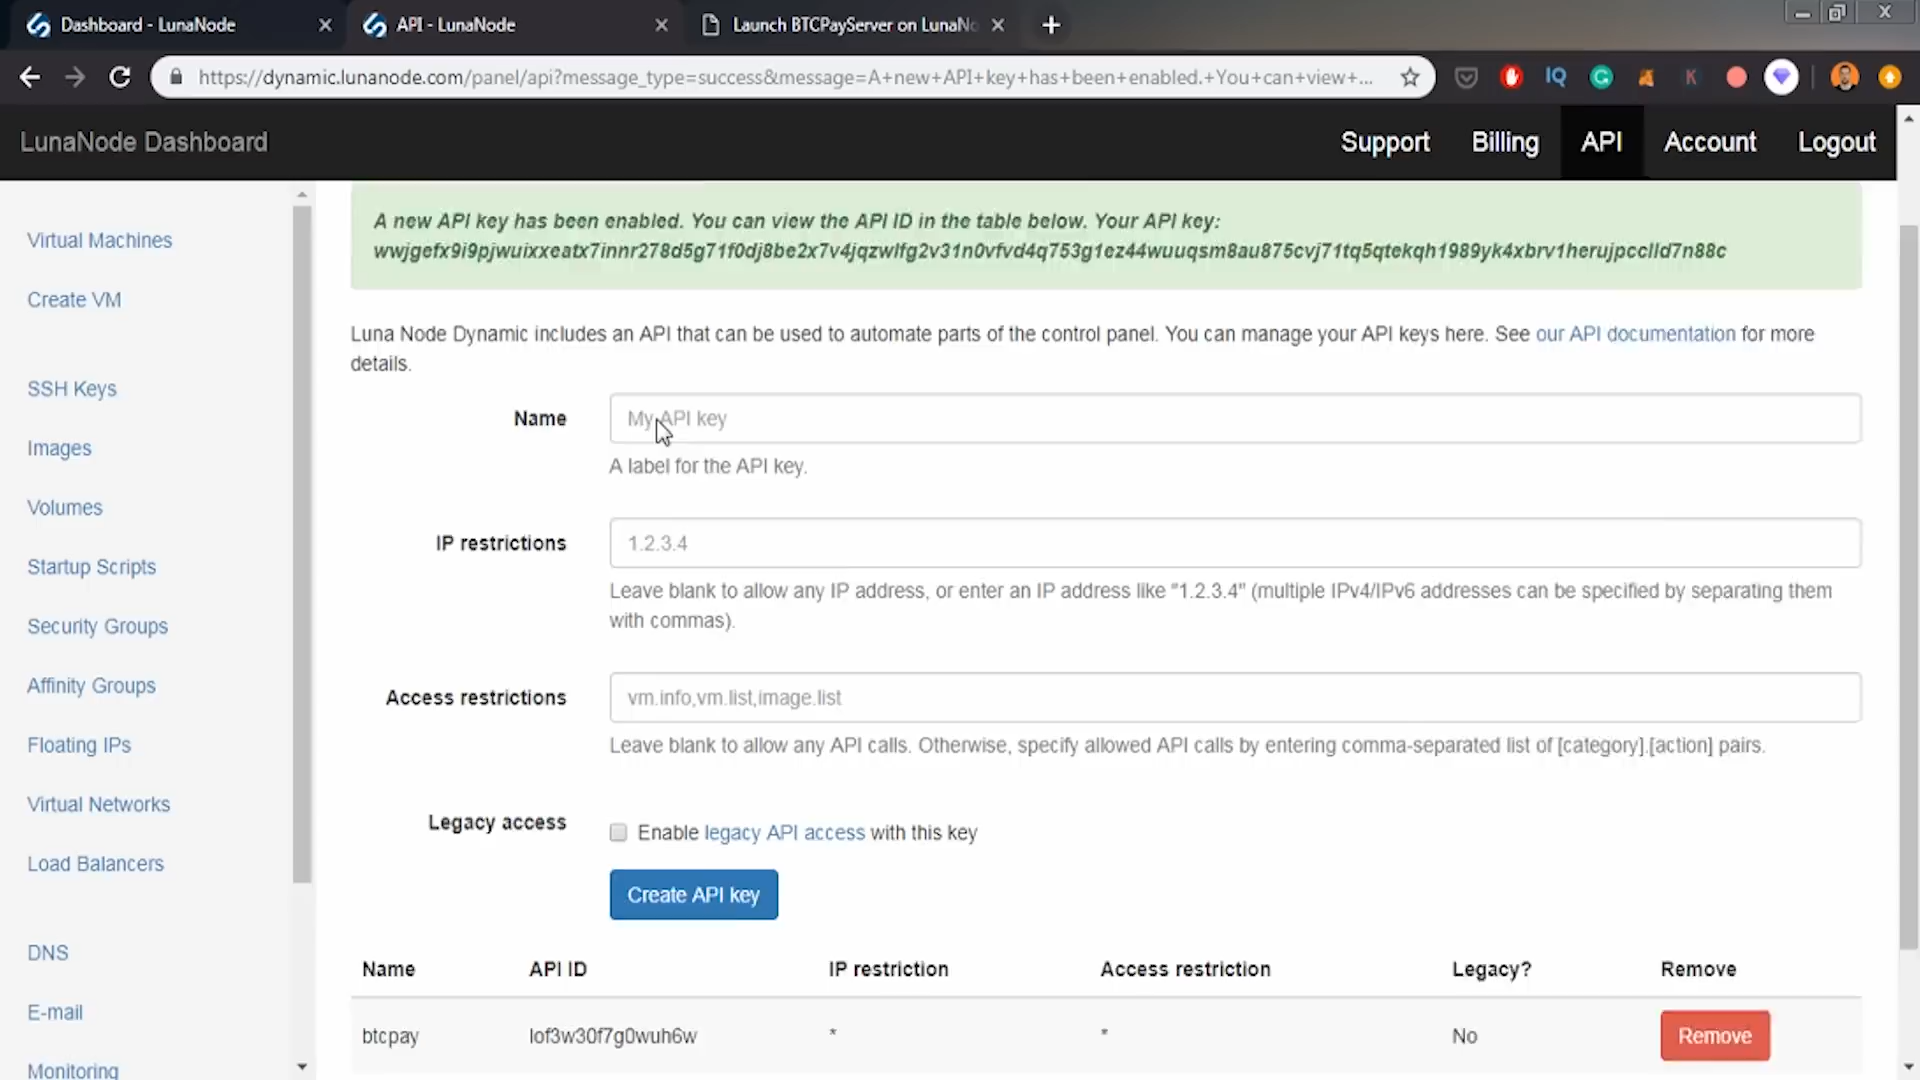 Dashboard - LunaNode
API - LunaNode
Launch BTCPayServer on LunaNo
https://dynamic.lunanode.com/panel/api?message_type=success&message=A+new+API+key+has+been+enabled.+You+can+view+...
LunaNode Dashboard
Support
Billing
API
Account
Logout
Virtual Machines
Create VM
SSH Keys
Images
Volumes
Startup Scripts
Security Groups
Affinity Groups
Floating IPs
Virtual Networks
Load Balancers
DNS
E-mail
Monitoring
A new API key has been enabled. You can view the API ID in the table below. Your API key:
wwjgefx9i9pjwuixxeatx7innr278d5g71f0dj8be2x7v4jqzwlfg2v31n0vfvd4q753g1ez44wuuqsm8au875cvj71tq5qtekqh1989yk4xbrv1herujpcclld7n88c
Luna Node Dynamic includes an API that can be used to automate parts of the control panel. You can manage your API keys here. See our API documentation for more
details.
Name
My API key
A label for the API key.
IP restrictions
1.2.3.4
Leave blank to allow any IP address, or enter an IP address like "1.2.3.4" (multiple IPv4/IPv6 addresses can be specified by separating them
with commas).
Access restrictions
vm.info,vm.list,image.list
Leave blank to allow any API calls. Otherwise, specify allowed API calls by entering comma-separated list of [category].[action] pairs.
Legacy access
Enable legacy API access with this key
Create API key
Name API ID IP restriction Access restriction Legacy? Remove
btcpay lof3w30f7g0wuh6w * * No Remove